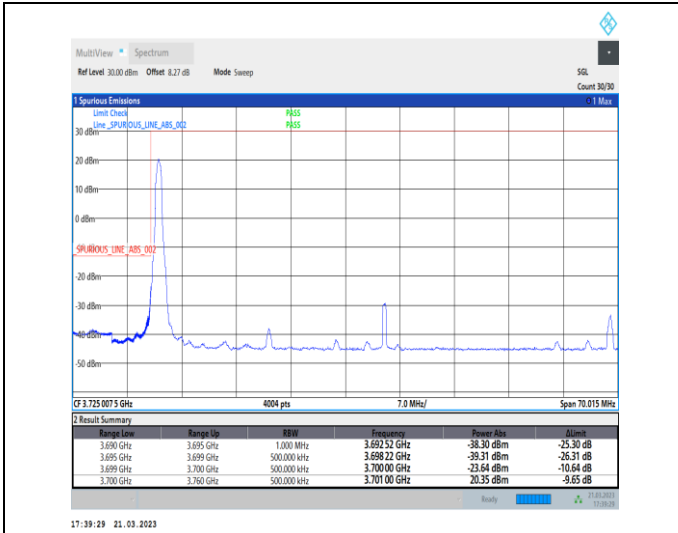 MultiView Spectrum
Ref Level 30.00 dBm Offset 8.27 dB Mode Sweep SGL
Count 30/30
1 Spurious Emissions 1 Max
Limit Check PASS
Line _SPURIOUS_LINE_ABS_002 PASS
30 dBm
20 dBm
10 dBm
0 dBm
_SPURIOUS_LINE_ABS_002
-20 dBm
-30 dBm
-40 dBm
-50 dBm
CF 3.725 007 5 GHz 4004 pts 7.0 MHz/ Span 70.015 MHz
2 Result Summary
Range Low Range Up RBW Frequency Power Abs ΔLimit
3.690 GHz 3.695 GHz 1.000 MHz 3.692 52 GHz -38.30 dBm -25.30 dB
3.695 GHz 3.699 GHz 500.000 kHz 3.698 22 GHz -39.31 dBm -26.31 dB
3.699 GHz 3.700 GHz 500.000 kHz 3.700 00 GHz -23.64 dBm -10.64 dB
3.700 GHz 3.760 GHz 500.000 kHz 3.701 00 GHz 20.35 dBm -9.65 dB
Ready 21.03.2023
17:39:29
17:39:29 21.03.2023